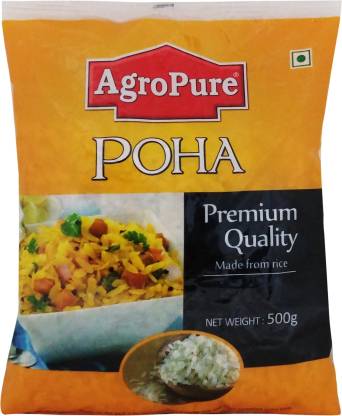 AgroPure®
POHA
Premium
Quality
Made from rice
NET WEIGHT : 500g